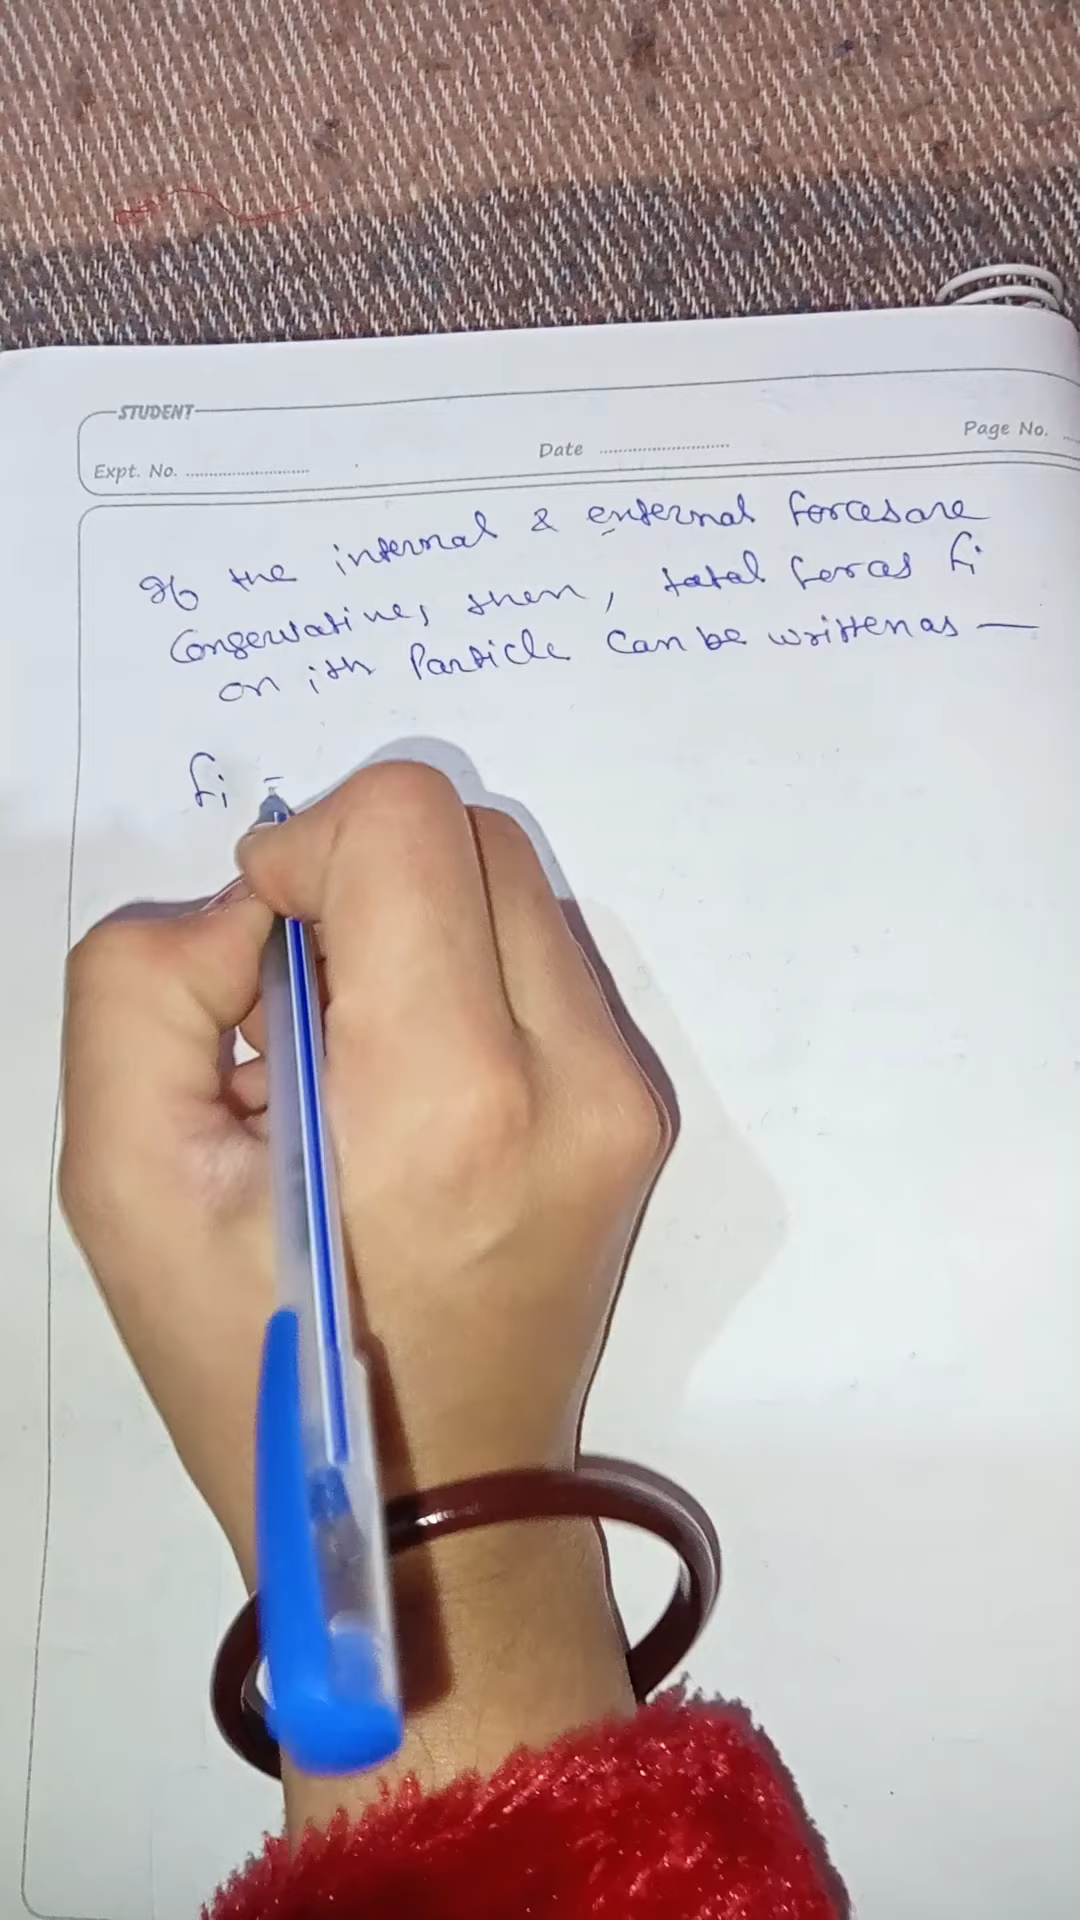 STUDENT
Expt. No. Date Page No.
If the internal & external forces are
Conservative, then, total forces Fi
on ith Particle Can be written as —
Fi =